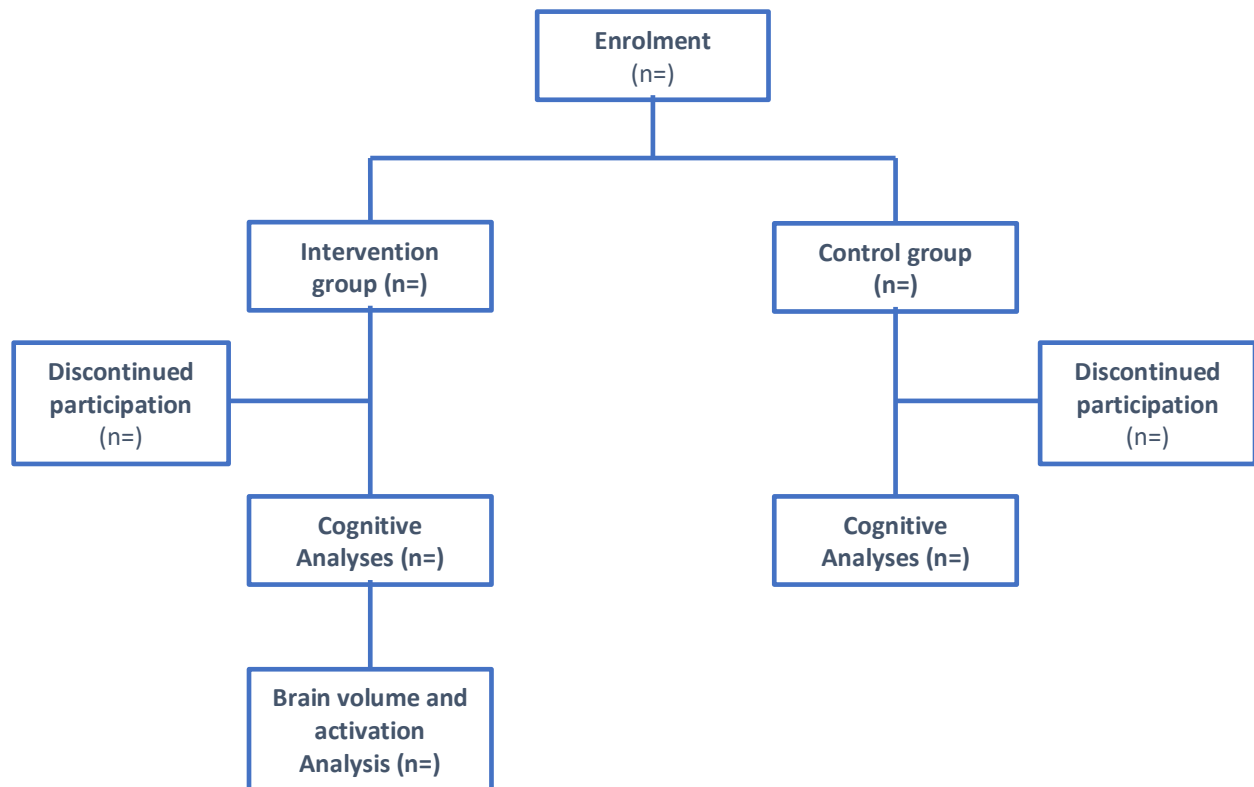 Enrolment
(n=)
Intervention
group (n=)
Control group
(n=)
Discontinued
participation
(n=)
Discontinued
participation
(n=)
Cognitive
Analyses (n=)
Cognitive
Analyses (n=)
Brain volume and
activation
Analysis (n=)